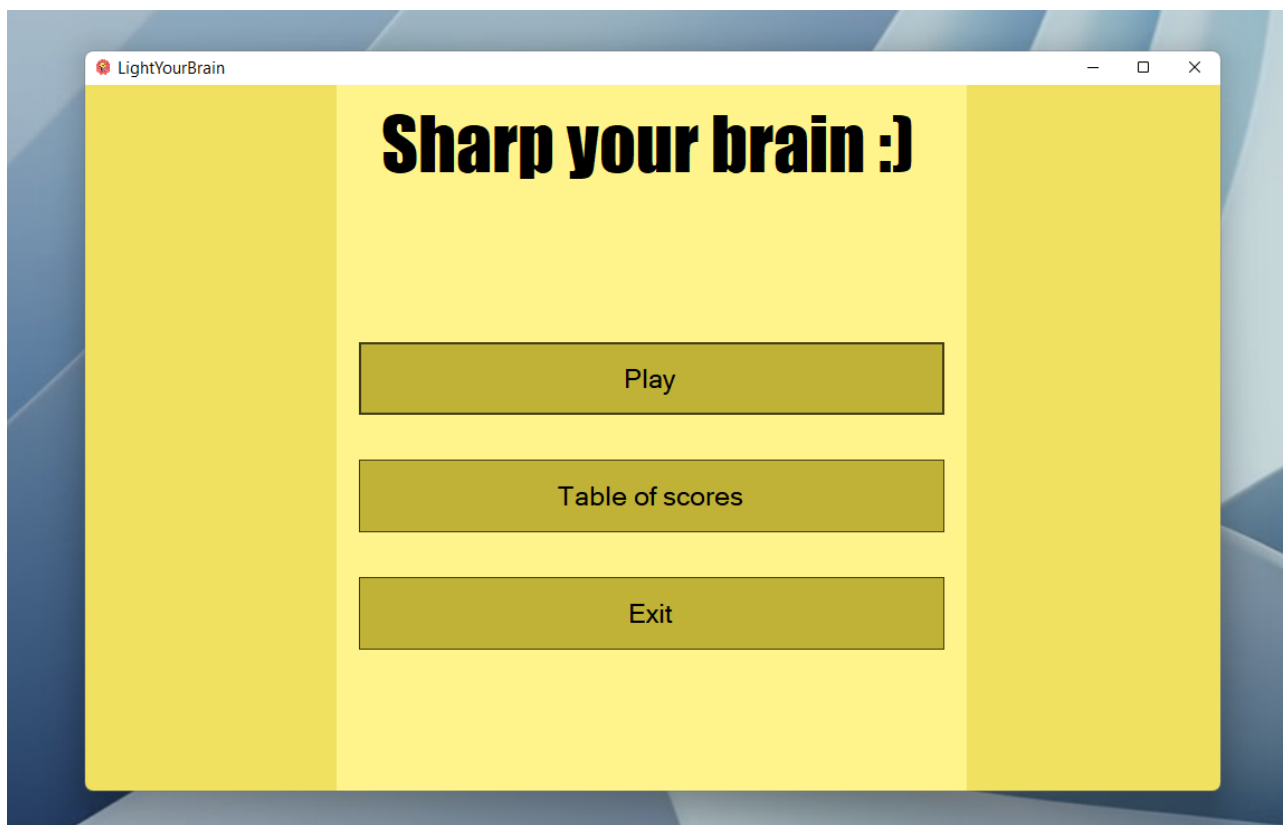 LightYourBrain
Sharp your brain :)
Play
Table of scores
Exit